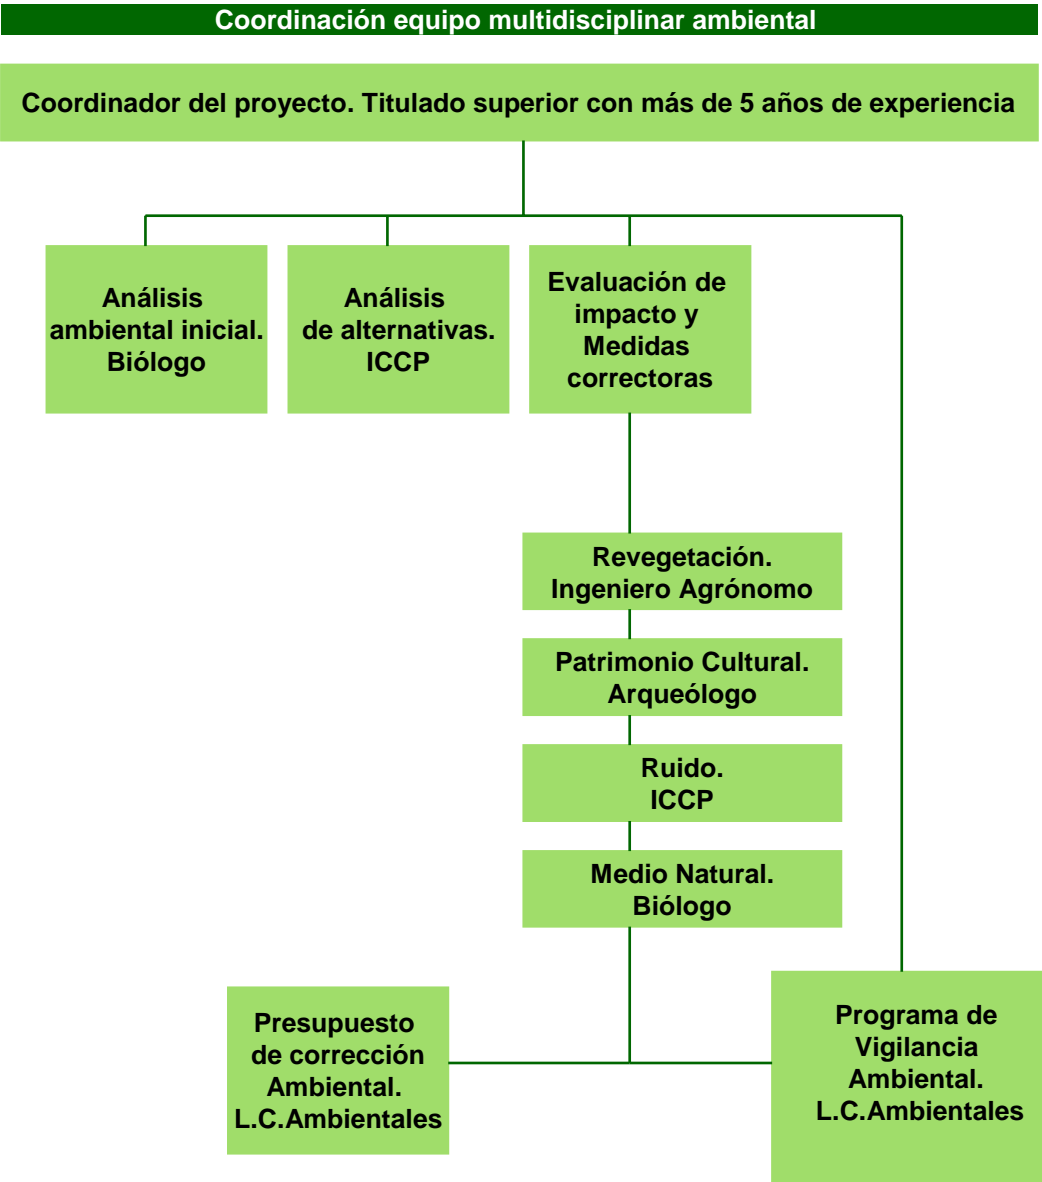 Coordinación equipo multidisciplinar ambiental
Coordinador del proyecto. Titulado superior con más de 5 años de experiencia
Análisis
ambiental inicial.
Biólogo
Análisis
de alternativas.
ICCP
Evaluación de
impacto y
Medidas
correctoras
Revegetación.
Ingeniero Agrónomo
Patrimonio Cultural.
Arqueólogo
Ruido.
ICCP
Medio Natural.
Biólogo
Presupuesto
de corrección
Ambiental.
L.C.Ambientales
Programa de
Vigilancia
Ambiental.
L.C.Ambientales